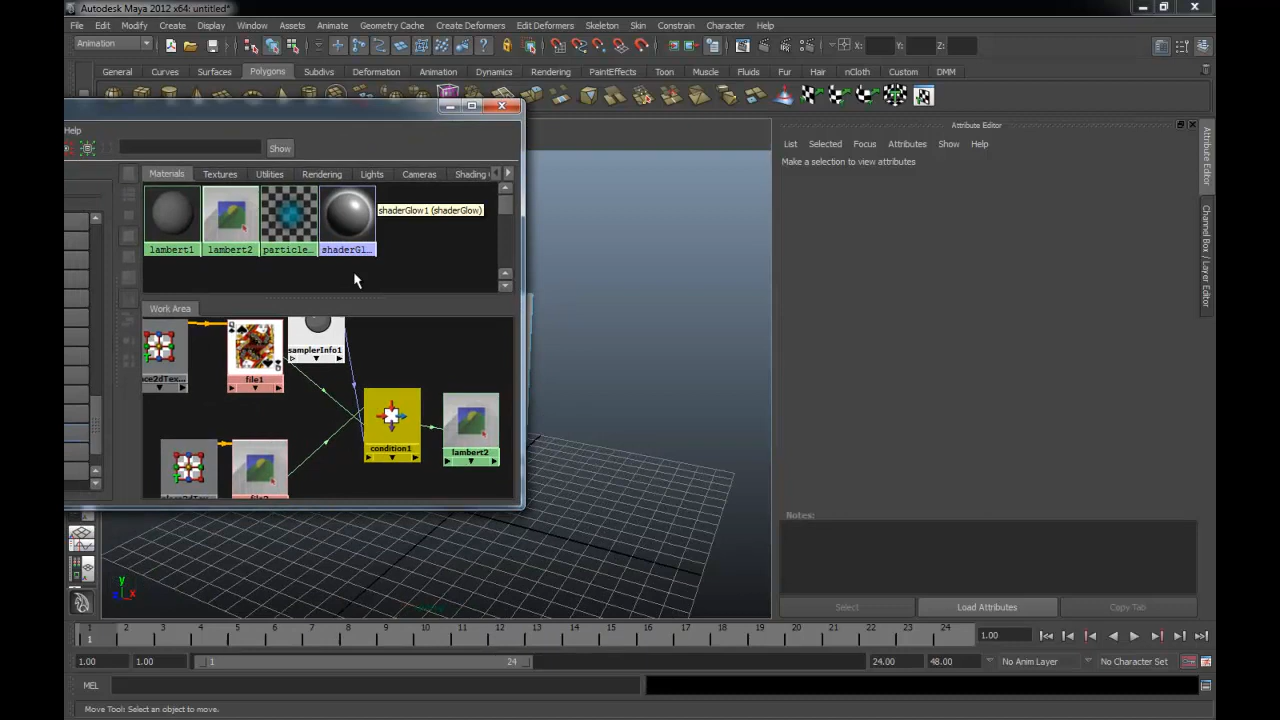 Autodesk Maya 2012 x64: untitled*
File Edit Modify Create Display Window Assets Animate Geometry Cache Create Deformers Edit Deformers Skeleton Skin Constrain Character Help
Animation X: Y: Z:
General Curves Surfaces Polygons Subdivs Deformation Animation Dynamics Rendering PaintEffects Toon Muscle Fluids Fur Hair nCloth Custom DMM
Attribute Editor
Help
List Selected Focus Attributes Show Help
Show
Make a selection to view attributes
Materials Textures Utilities Rendering Lights Cameras Shading
shaderGlow1 (shaderGlow)
lambert1 lambert2 particle... shaderGl...
Work Area
samplerInfo1
file1
condition1
lambert2
Attribute Editor
Channel Box / Layer Editor
Notes:
Select Load Attributes Copy Tab
y
x
1 2 3 4 5 6 7 8 9 10 11 12 13 14 15 16 17 18 19 20 21 22 23 24
1 1.00
1.00 1.00 1 24 24.00 48.00 No Anim Layer No Character Set
MEL
Move Tool: Select an object to move.